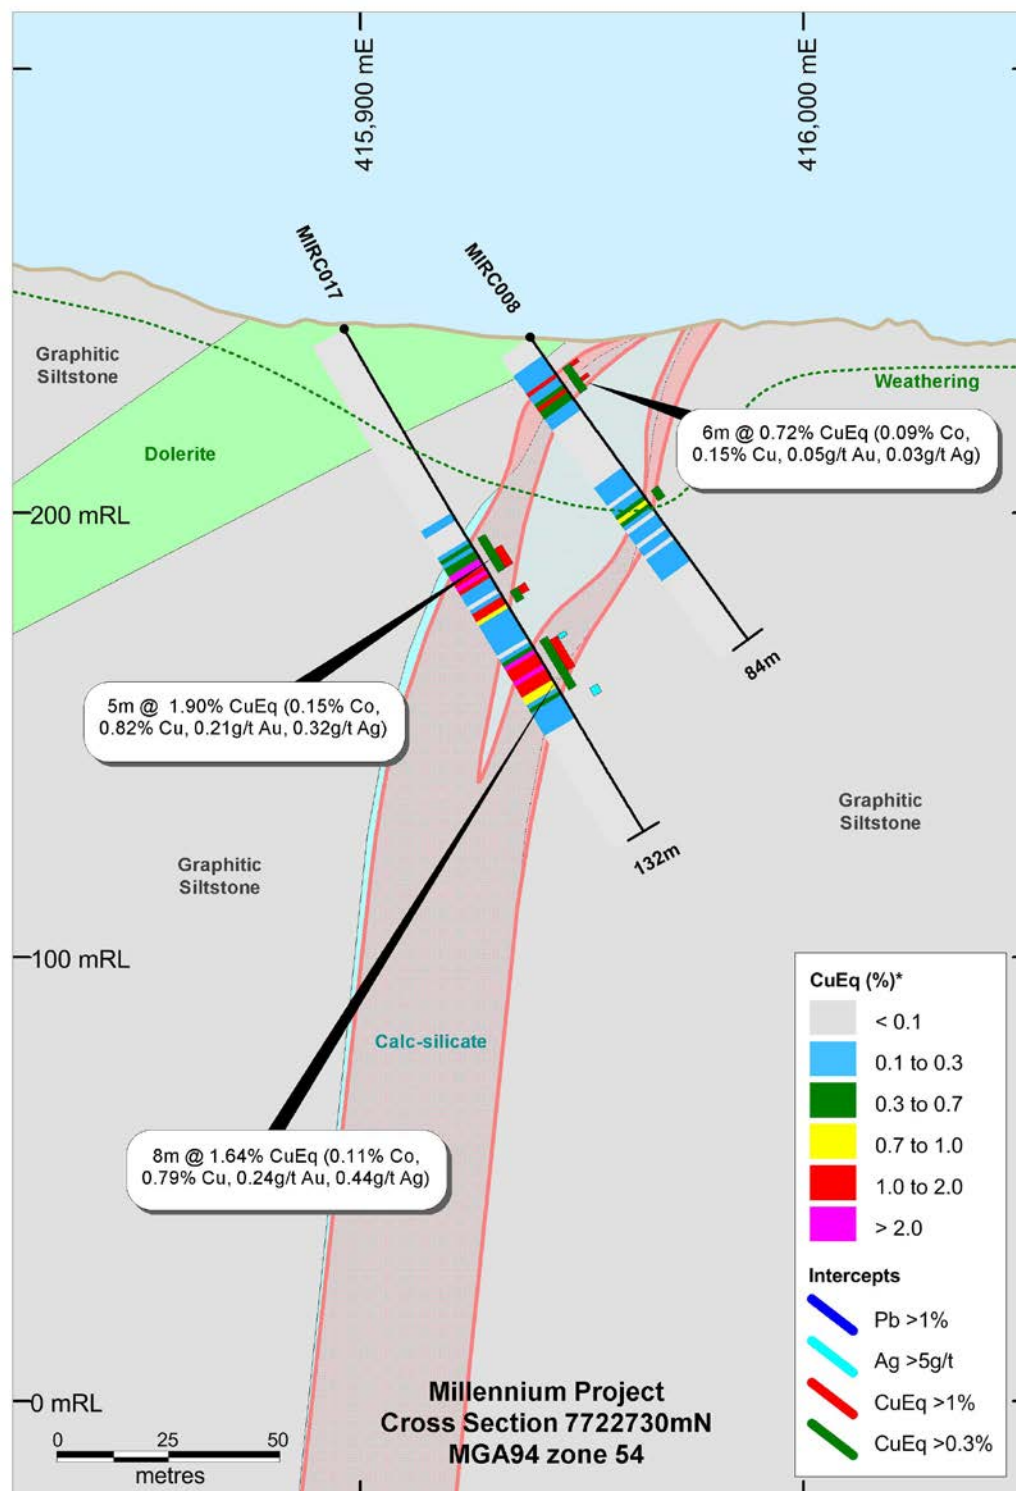 415,900 mE
416,000 mE
MIRC017
MIRC008
Graphitic
Siltstone
Weathering
Dolerite
6m @ 0.72% CuEq (0.09% Co,
0.15% Cu, 0.05g/t Au, 0.03g/t Ag)
200 mRL
84m
5m @ 1.90% CuEq (0.15% Co,
0.82% Cu, 0.21g/t Au, 0.32g/t Ag)
Graphitic
Siltstone
132m
Graphitic
Siltstone
100 mRL
Calc-silicate
8m @ 1.64% CuEq (0.11% Co,
0.79% Cu, 0.24g/t Au, 0.44g/t Ag)
CuEq (%)*
< 0.1
0.1 to 0.3
0.3 to 0.7
0.7 to 1.0
1.0 to 2.0
> 2.0
Intercepts
Pb >1%
Ag >5g/t
CuEq >1%
CuEq >0.3%
0 mRL
Millennium Project
Cross Section 7722730mN
MGA94 zone 54
0 25 50
metres